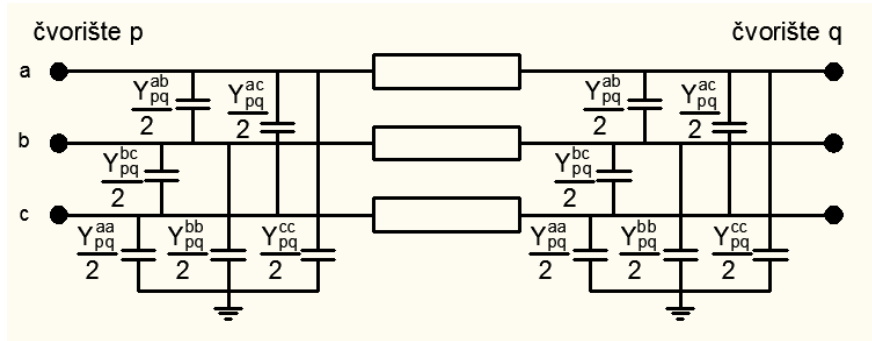 čvorište p
čvorište q
a
Y_pq^ab/2
Y_pq^ac/2
Y_pq^ab/2
Y_pq^ac/2
b
Y_pq^bc/2
Y_pq^bc/2
c
Y_pq^aa/2
Y_pq^bb/2
Y_pq^cc/2
Y_pq^aa/2
Y_pq^bb/2
Y_pq^cc/2